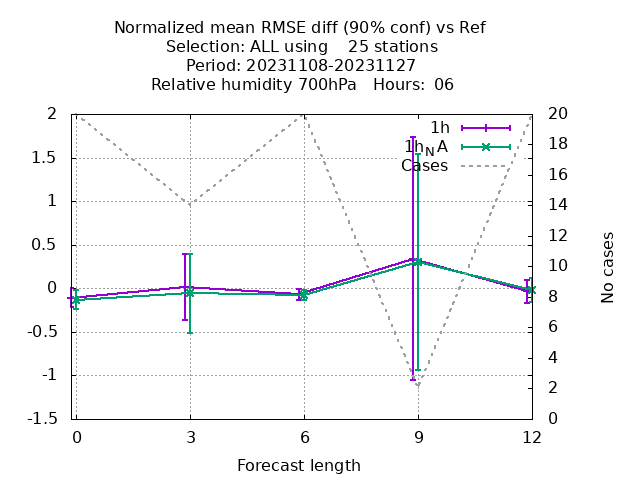 Normalized mean RMSE diff (90% conf) vs Ref
Selection: ALL using    25 stations
Period: 20231108-20231127
Relative humidity 700hPa   Hours: 06
1h
1h_NA
Cases
2
1.5
1
0.5
0
-0.5
-1
-1.5
20
18
16
14
12
10
8
6
4
2
0
No cases
0 3 6 9 12
Forecast length